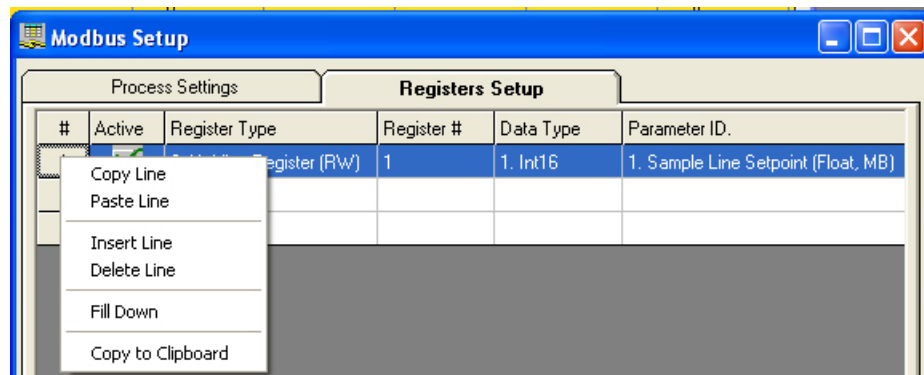 Modbus Setup
Process Settings
Registers Setup
# Active Register Type Register # Data Type Parameter ID.
Register (RW) 1 1. Int16 1. Sample Line Setpoint (Float, MB)
Copy Line
Paste Line
Insert Line
Delete Line
Fill Down
Copy to Clipboard